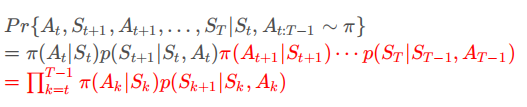 Pr{A_t, S_{t+1}, A_{t+1}, . . . , S_T|S_t, A_{t:T−1} ∼ π}
= π(A_t|S_t)p(S_{t+1}|S_t, A_t)π(A_{t+1}|S_{t+1}) · · · p(S_T|S_{T−1}, A_{T−1})
= ∏_{k=t}^{T−1} π(A_k|S_k)p(S_{k+1}|S_k, A_k)